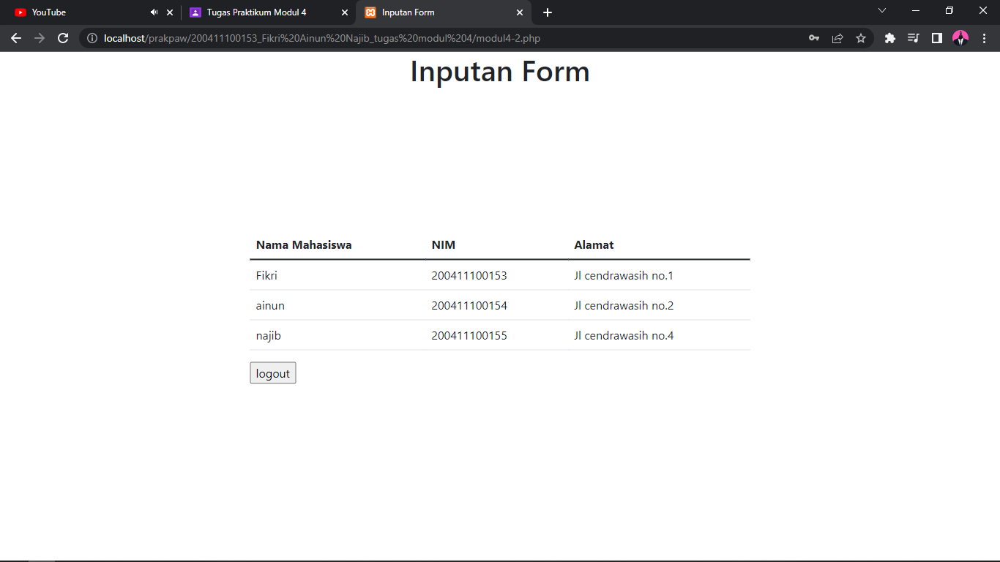 YouTube
Tugas Praktikum Modul 4
Inputan Form
localhost/prakpaw/200411100153_Fikri%20Ainun%20Najib_tugas%20modul%204/modul4-2.php
Inputan Form
Nama Mahasiswa NIM Alamat
Fikri 200411100153 Jl cendrawasih no.1
ainun 200411100154 Jl cendrawasih no.2
najib 200411100155 Jl cendrawasih no.4
logout